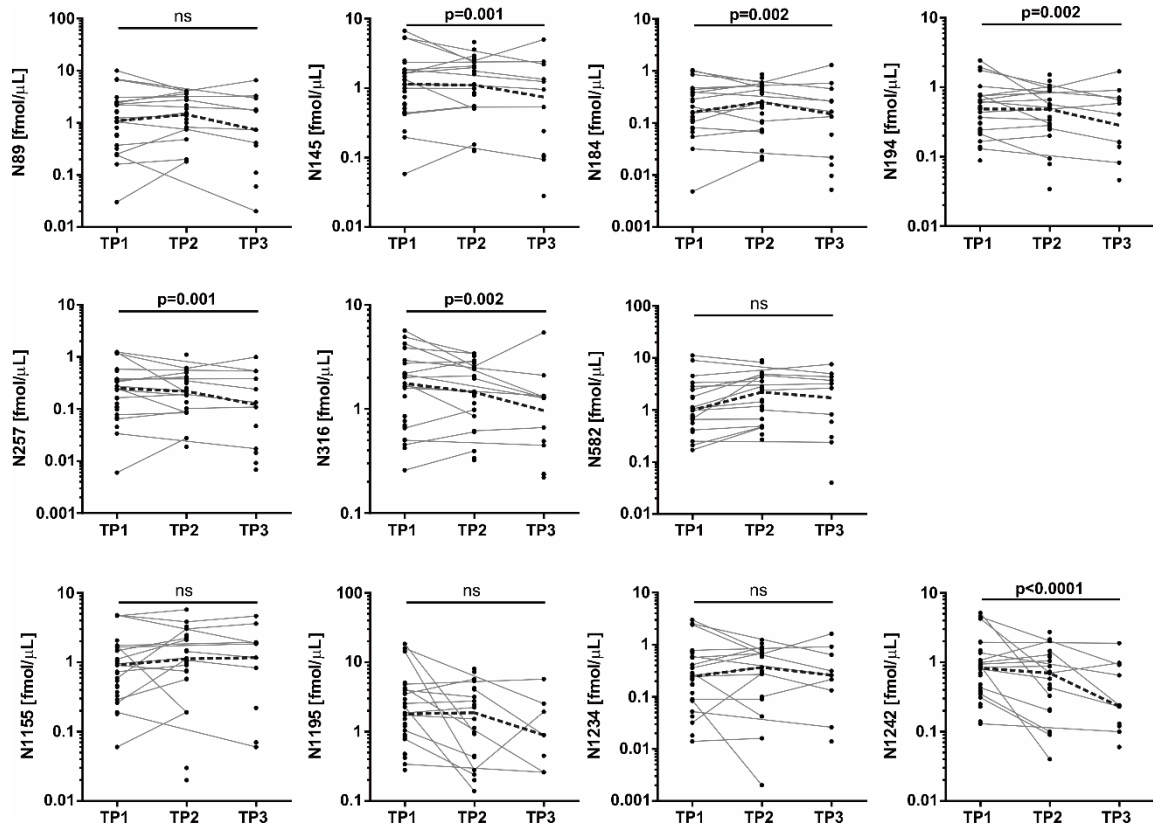 ns
p=0.001
p=0.002
p=0.002
N89 [fmol/µL]
100
10
1
0.1
0.01
TP1 TP2 TP3
N145 [fmol/µL]
10
1
0.1
0.01
TP1 TP2 TP3
N184 [fmol/µL]
10
1
0.1
0.01
0.001
TP1 TP2 TP3
N194 [fmol/µL]
10
1
0.1
0.01
TP1 TP2 TP3
p=0.001
p=0.002
ns
N257 [fmol/µL]
10
1
0.1
0.01
0.001
TP1 TP2 TP3
N316 [fmol/µL]
10
1
0.1
TP1 TP2 TP3
N582 [fmol/µL]
100
10
1
0.1
0.01
TP1 TP2 TP3
ns
ns
ns
p<0.0001
N1155 [fmol/µL]
10
1
0.1
0.01
TP1 TP2 TP3
N1195 [fmol/µL]
100
10
1
0.1
TP1 TP2 TP3
N1234 [fmol/µL]
10
1
0.1
0.01
0.001
TP1 TP2 TP3
N1242 [fmol/µL]
10
1
0.1
0.01
TP1 TP2 TP3